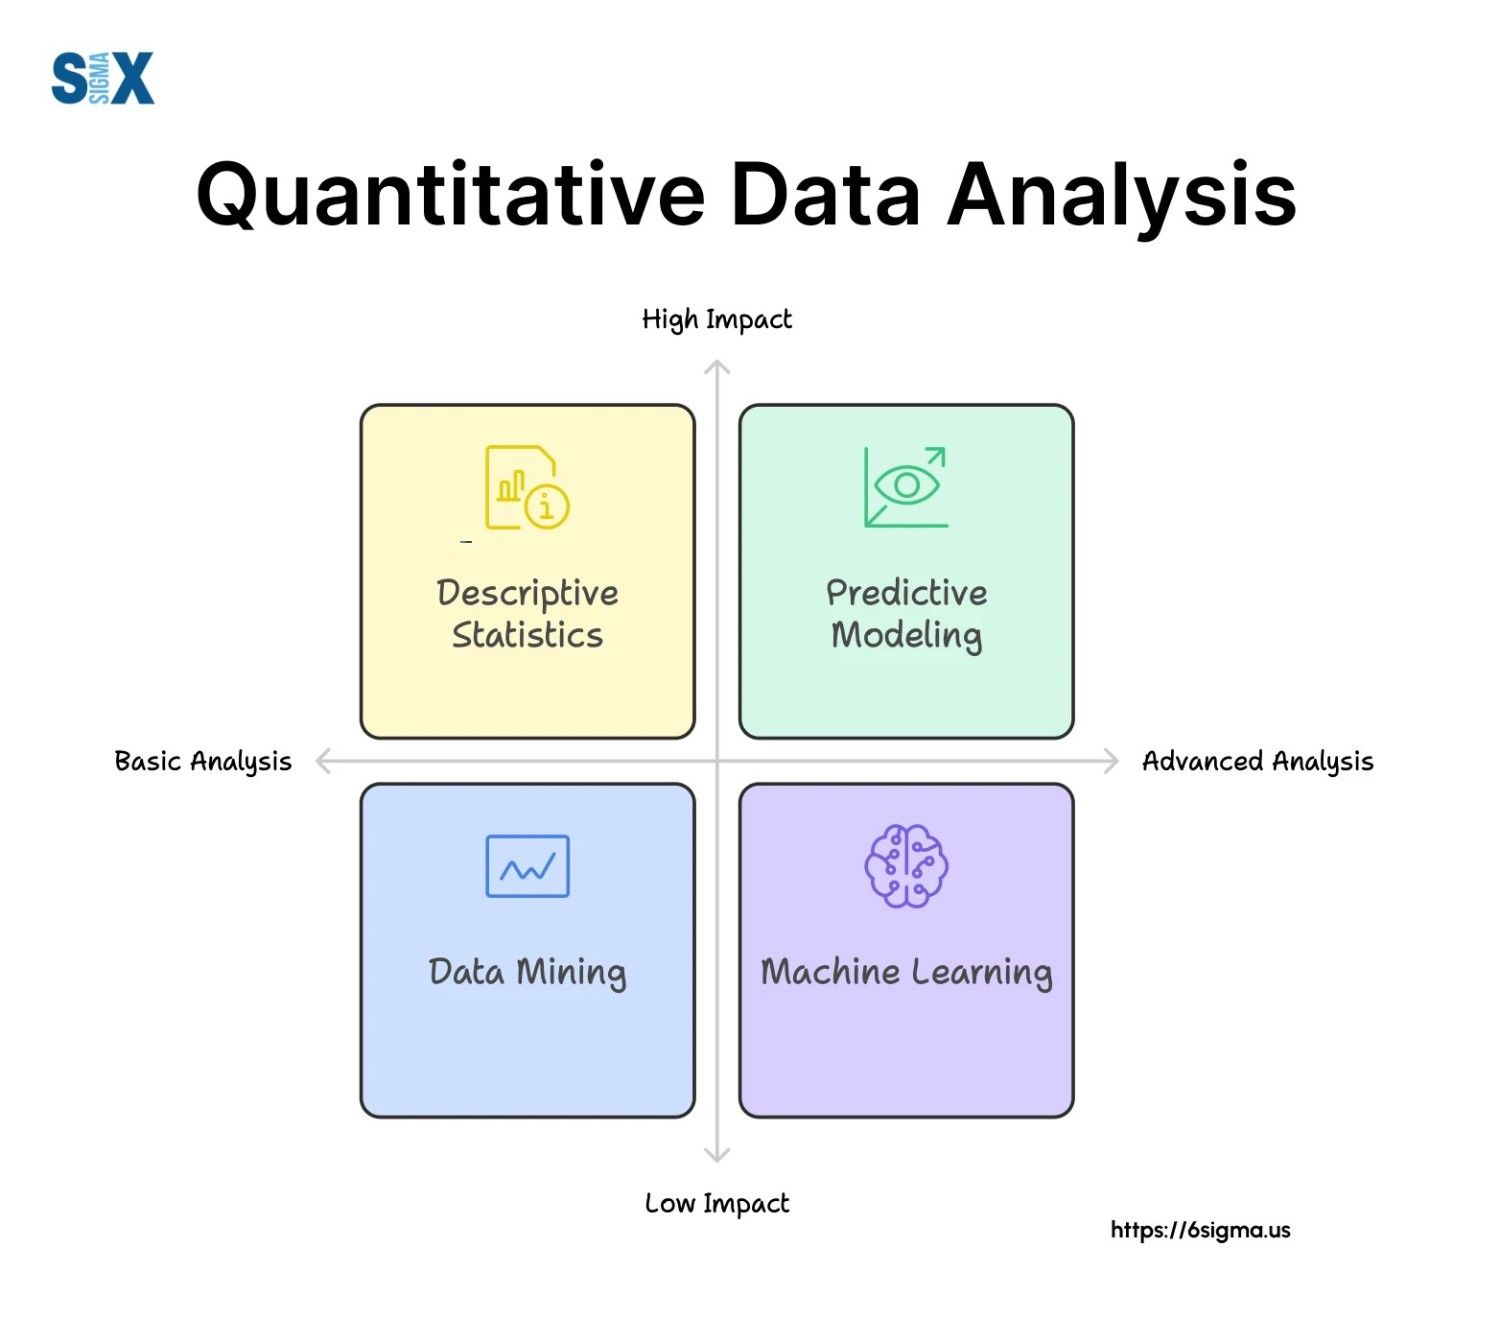 SIGMA
SIX
Quantitative Data Analysis
High Impact
Descriptive
Statistics
Predictive
Modeling
Basic Analysis
Advanced Analysis
Data Mining
Machine Learning
Low Impact
https://6sigma.us